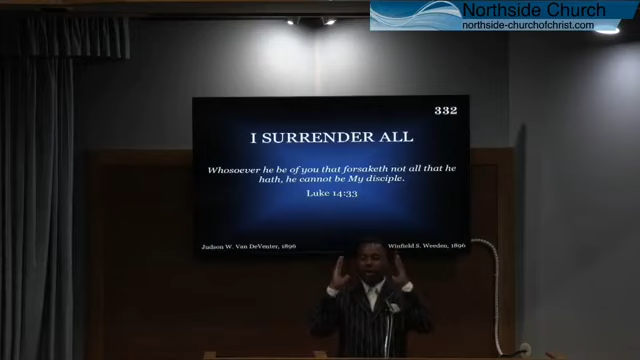 Northside Church
northside-churchofchrist.com
332
I SURRENDER ALL
Whosoever he be of you that forsaketh not all that he
hath, he cannot be My disciple.
Luke 14:33
Judson W. Van DeVenter, 1896
Winfield S. Weeden, 1896